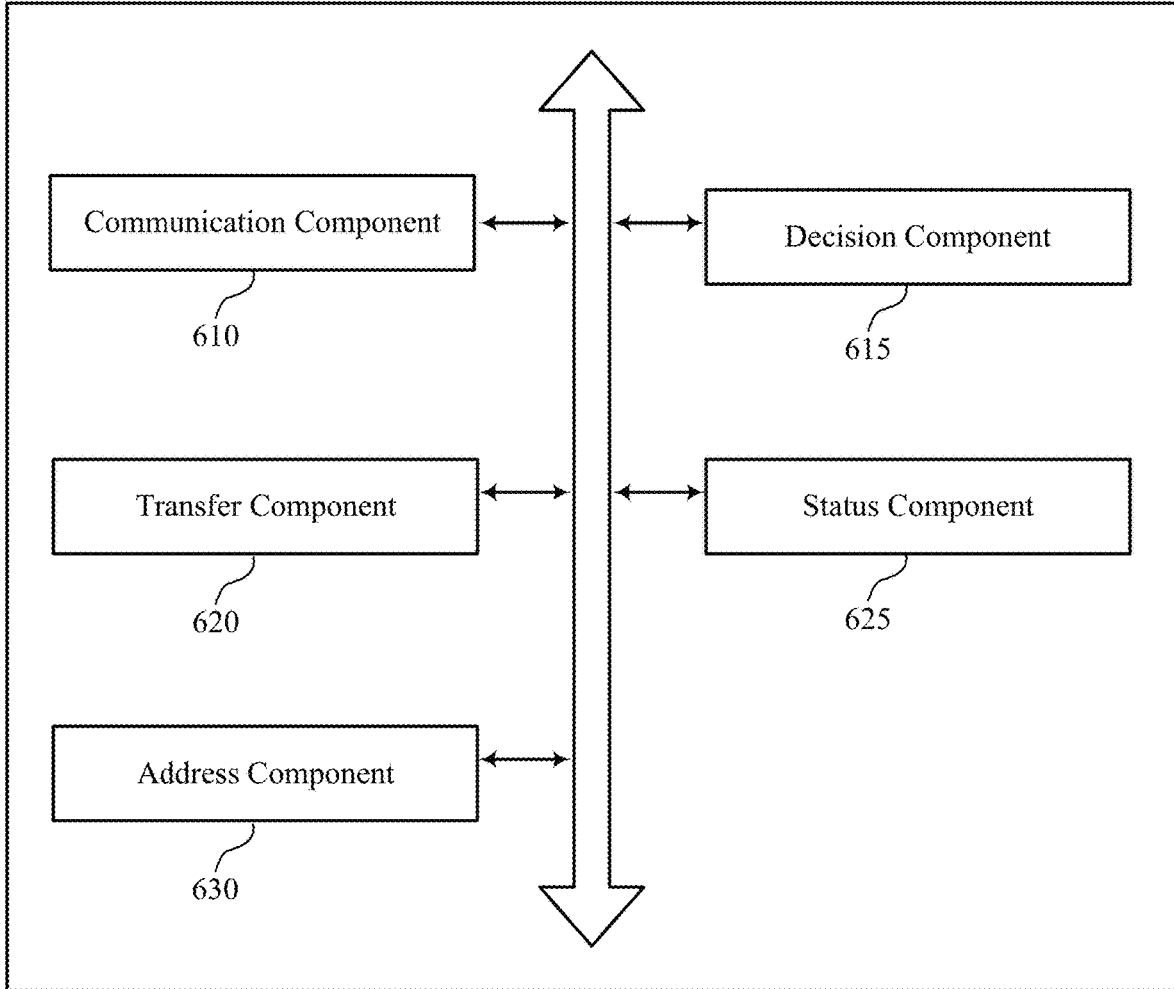 Communication Component
610
Decision Component
615
Transfer Component
620
Status Component
625
Address Component
630